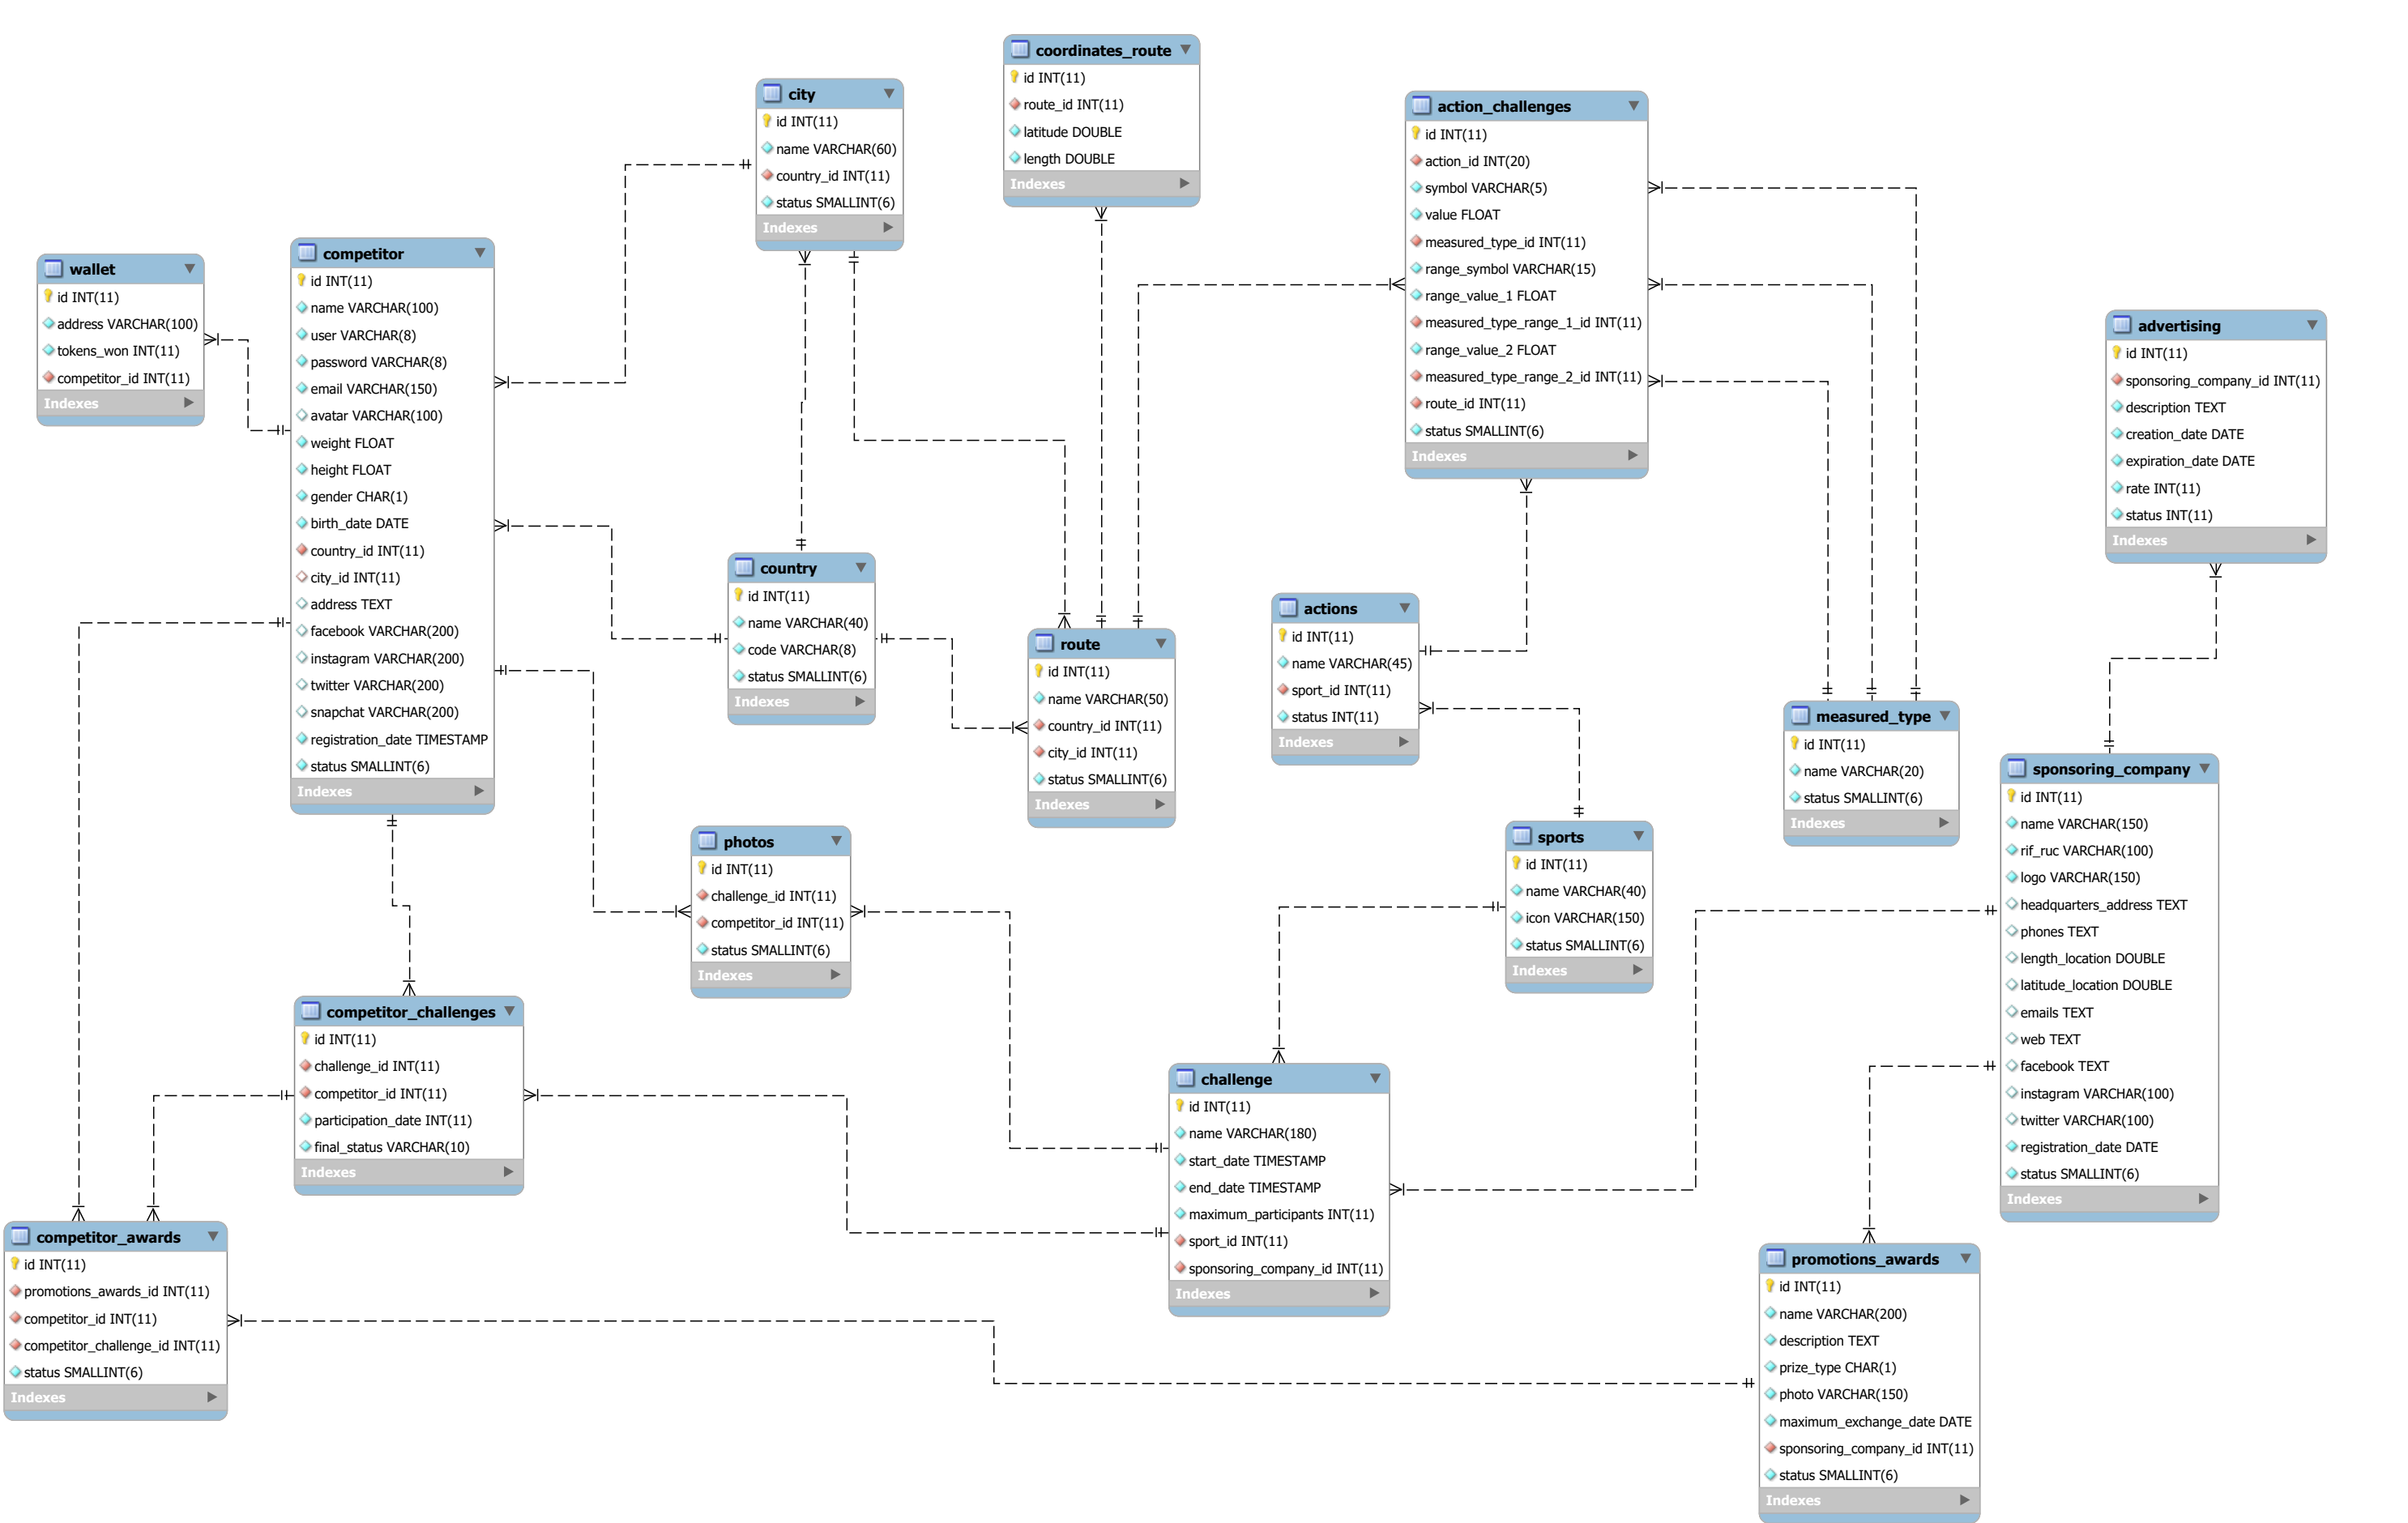 coordinates_route
id INT(11)
route_id INT(11)
latitude DOUBLE
length DOUBLE
Indexes
city
id INT(11)
name VARCHAR(60)
country_id INT(11)
status SMALLINT(6)
Indexes
action_challenges
id INT(11)
action_id INT(20)
symbol VARCHAR(5)
value FLOAT
measured_type_id INT(11)
range_symbol VARCHAR(15)
range_value_1 FLOAT
measured_type_range_1_id INT(11)
range_value_2 FLOAT
measured_type_range_2_id INT(11)
route_id INT(11)
status SMALLINT(6)
Indexes
wallet
id INT(11)
address VARCHAR(100)
tokens_won INT(11)
competitor_id INT(11)
Indexes
competitor
id INT(11)
name VARCHAR(100)
user VARCHAR(8)
password VARCHAR(8)
email VARCHAR(150)
avatar VARCHAR(100)
weight FLOAT
height FLOAT
gender CHAR(1)
birth_date DATE
country_id INT(11)
city_id INT(11)
address TEXT
facebook VARCHAR(200)
instagram VARCHAR(200)
twitter VARCHAR(200)
snapchat VARCHAR(200)
registration_date TIMESTAMP
status SMALLINT(6)
Indexes
advertising
id INT(11)
sponsoring_company_id INT(11)
description TEXT
creation_date DATE
expiration_date DATE
rate INT(11)
status INT(11)
Indexes
country
id INT(11)
name VARCHAR(40)
code VARCHAR(8)
status SMALLINT(6)
Indexes
route
id INT(11)
name VARCHAR(50)
country_id INT(11)
city_id INT(11)
status SMALLINT(6)
Indexes
actions
id INT(11)
name VARCHAR(45)
sport_id INT(11)
status INT(11)
Indexes
measured_type
id INT(11)
name VARCHAR(20)
status SMALLINT(6)
Indexes
sponsoring_company
id INT(11)
name VARCHAR(150)
rif_ruc VARCHAR(100)
logo VARCHAR(150)
headquarters_address TEXT
phones TEXT
length_location DOUBLE
latitude_location DOUBLE
emails TEXT
web TEXT
facebook TEXT
instagram VARCHAR(100)
twitter VARCHAR(100)
registration_date DATE
status SMALLINT(6)
Indexes
photos
id INT(11)
challenge_id INT(11)
competitor_id INT(11)
status SMALLINT(6)
Indexes
sports
id INT(11)
name VARCHAR(40)
icon VARCHAR(150)
status SMALLINT(6)
Indexes
competitor_challenges
id INT(11)
challenge_id INT(11)
competitor_id INT(11)
participation_date INT(11)
final_status VARCHAR(10)
Indexes
challenge
id INT(11)
name VARCHAR(180)
start_date TIMESTAMP
end_date TIMESTAMP
maximum_participants INT(11)
sport_id INT(11)
sponsoring_company_id INT(11)
Indexes
competitor_awards
id INT(11)
promotions_awards_id INT(11)
competitor_id INT(11)
competitor_challenge_id INT(11)
status SMALLINT(6)
Indexes
promotions_awards
id INT(11)
name VARCHAR(200)
description TEXT
prize_type CHAR(1)
photo VARCHAR(150)
maximum_exchange_date DATE
sponsoring_company_id INT(11)
status SMALLINT(6)
Indexes